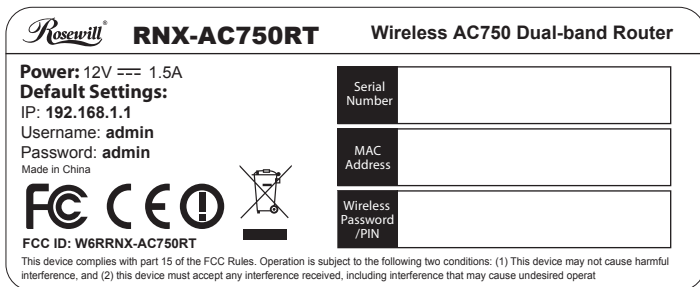 Rosewill® RNX-AC750RT Wireless AC750 Dual-band Router
Power: 12V ⎓ 1.5A
Default Settings:
IP: 192.168.1.1
Username: admin
Password: admin
Made in China
FC CE
FCC ID: W6RRNX-AC750RT
Serial
Number
MAC
Address
Wireless
Password
/PIN
This device complies with part 15 of the FCC Rules. Operation is subject to the following two conditions: (1) This device may not cause harmful
interference, and (2) this device must accept any interference received, including interference that may cause undesired operat